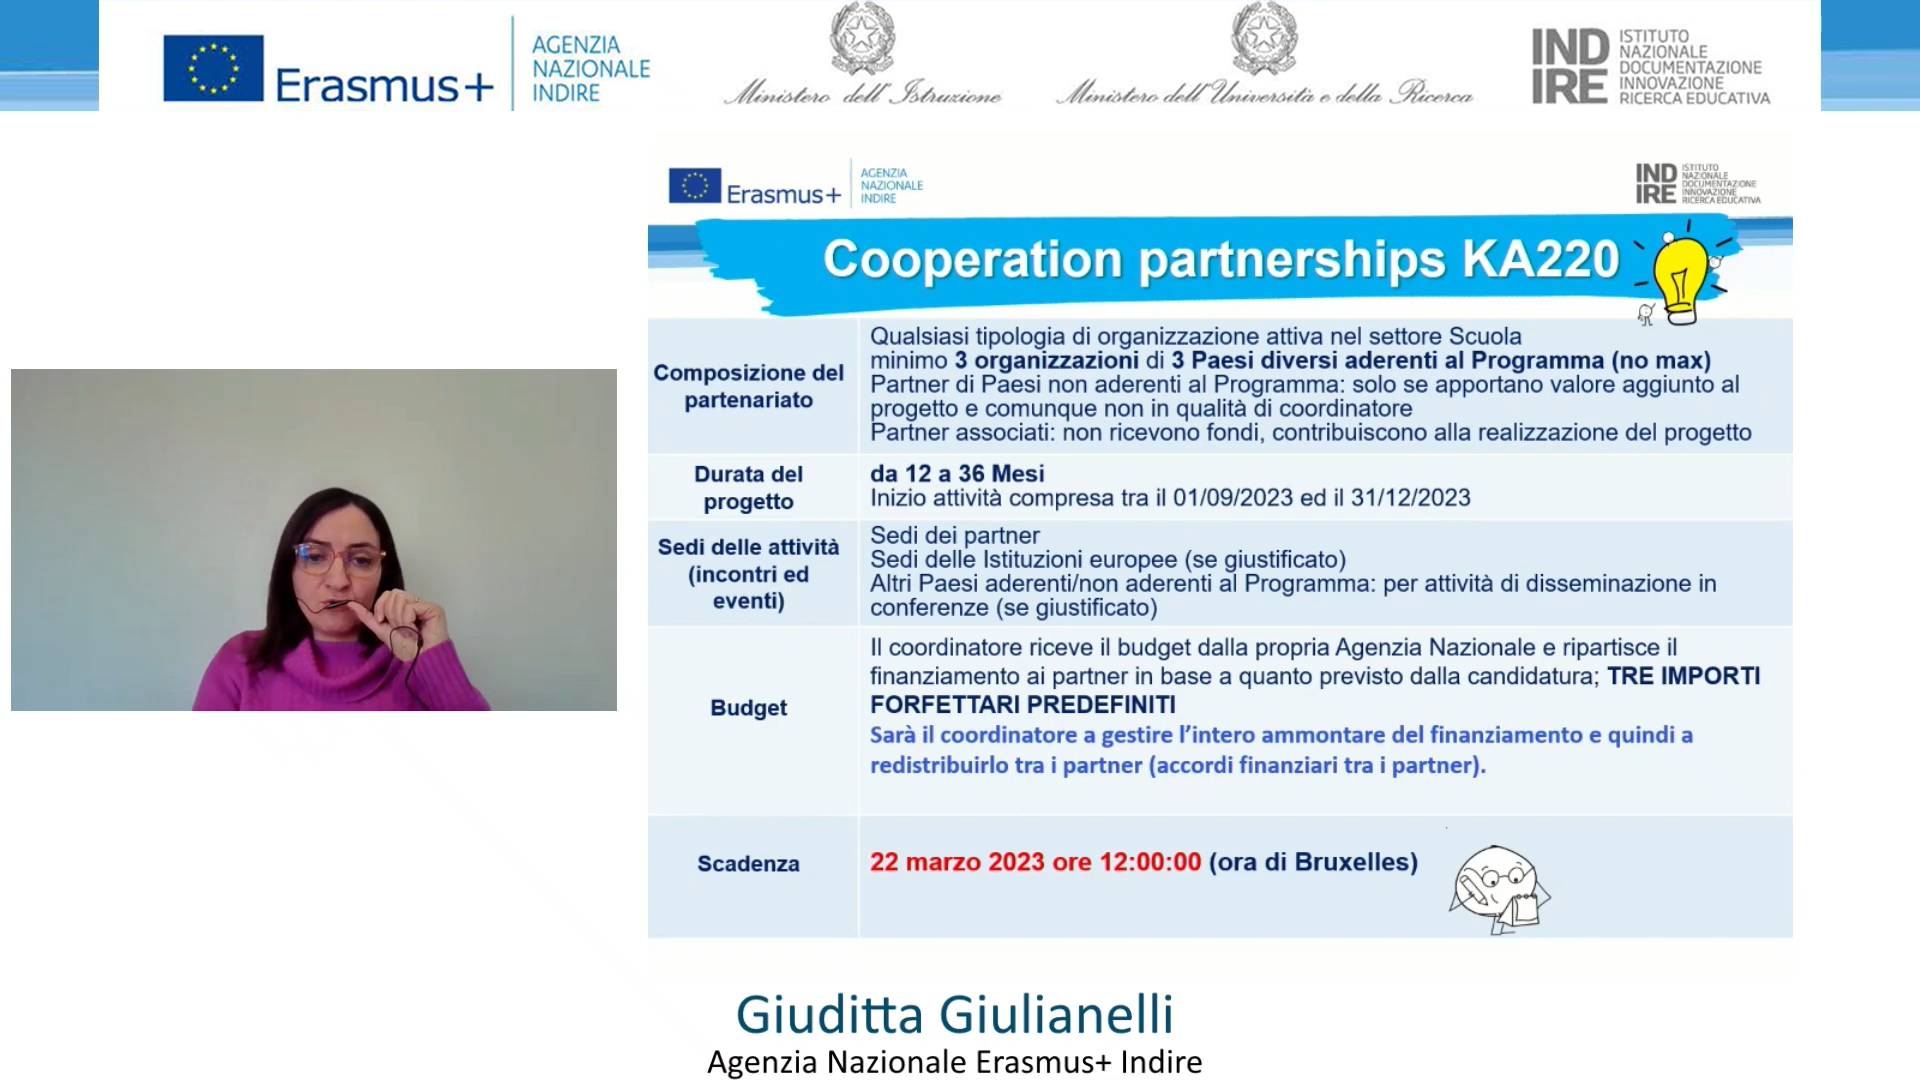 Erasmus+
AGENZIA
NAZIONALE
INDIRE
Ministero dell'Istruzione
Ministero dell'Università e della Ricerca
IND
IRE
ISTITUTO
NAZIONALE
DOCUMENTAZIONE
INNOVAZIONE
RICERCA EDUCATIVA
Erasmus+
AGENZIA
NAZIONALE
INDIRE
IND
IRE
ISTITUTO
NAZIONALE
DOCUMENTAZIONE
INNOVAZIONE
RICERCA EDUCATIVA
Cooperation partnerships KA220
Composizione del
partenariato
Qualsiasi tipologia di organizzazione attiva nel settore Scuola
minimo 3 organizzazioni di 3 Paesi diversi aderenti al Programma (no max)
Partner di Paesi non aderenti al Programma: solo se apportano valore aggiunto al
progetto e comunque non in qualità di coordinatore
Partner associati: non ricevono fondi, contribuiscono alla realizzazione del progetto
Durata del
progetto
da 12 a 36 Mesi
Inizio attività compresa tra il 01/09/2023 ed il 31/12/2023
Sedi delle attività
(incontri ed
eventi)
Sedi dei partner
Sedi delle Istituzioni europee (se giustificato)
Altri Paesi aderenti/non aderenti al Programma: per attività di disseminazione in
conferenze (se giustificato)
Budget
Il coordinatore riceve il budget dalla propria Agenzia Nazionale e ripartisce il
finanziamento ai partner in base a quanto previsto dalla candidatura; TRE IMPORTI
FORFETTARI PREDEFINITI
Sarà il coordinatore a gestire l'intero ammontare del finanziamento e quindi a
redistribuirlo tra i partner (accordi finanziari tra i partner).
Scadenza
22 marzo 2023 ore 12:00:00 (ora di Bruxelles)
Giuditta Giulianelli
Agenzia Nazionale Erasmus+ Indire